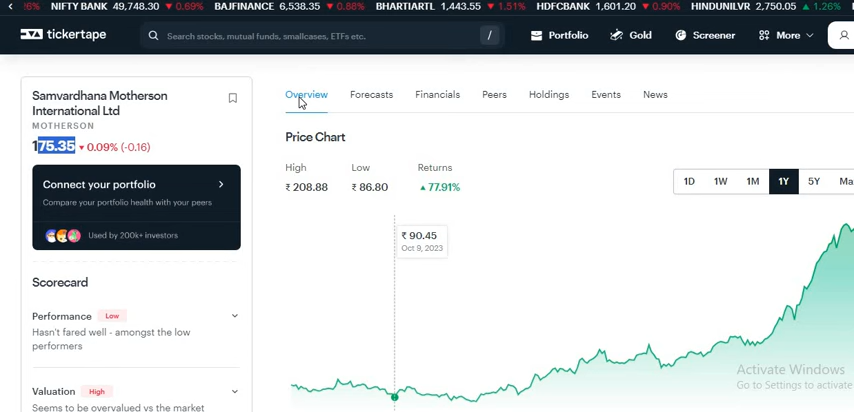 NIFTY BANK 49,748.30 ▼ 0.69% BAJFINANCE 6,538.35 ▼ 0.88% BHARTIARTL 1,443.55 ▼ 1.51% HDFCBANK 1,601.20 ▼ 0.90% HINDUNILVR 2,750.05 ▲ 1.26%
tickertape Search stocks, mutual funds, smallcases, ETFs etc. / Portfolio Gold Screener More
Samvardhana Motherson
International Ltd
MOTHERSON
175.35 ▼ 0.09% (-0.16)
Connect your portfolio
Compare your portfolio health with your peers
Used by 200k+ investors
Scorecard
Performance Low
Hasn't fared well - amongst the low
performers
Valuation High
Seems to be overvalued vs the market
Overview Forecasts Financials Peers Holdings Events News
Price Chart
High Low Returns
₹ 208.88 ₹ 86.80 ▲ 77.91%
1D 1W 1M 1Y 5Y
₹ 90.45
Oct 9, 2023
Activate Windows
Go to Settings to activate